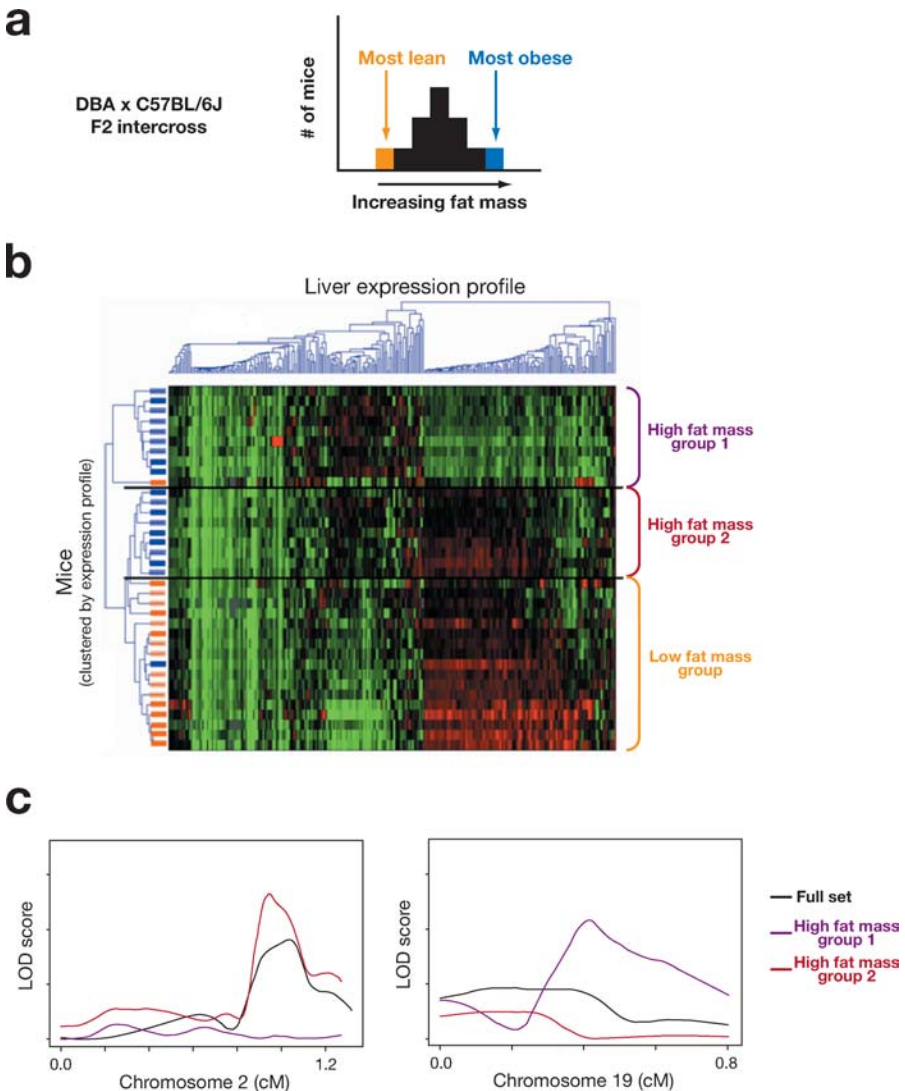 a
DBA x C57BL/6J
F2 intercross
# of mice
Most lean
Most obese
Increasing fat mass
b
Liver expression profile
Mice
(clustered by expression profile)
High fat mass
group 1
High fat mass
group 2
Low fat mass
group
c
LOD score
0.0
1.2
Chromosome 2 (cM)
LOD score
0.0
0.8
Chromosome 19 (cM)
Full set
High fat mass
group 1
High fat mass
group 2